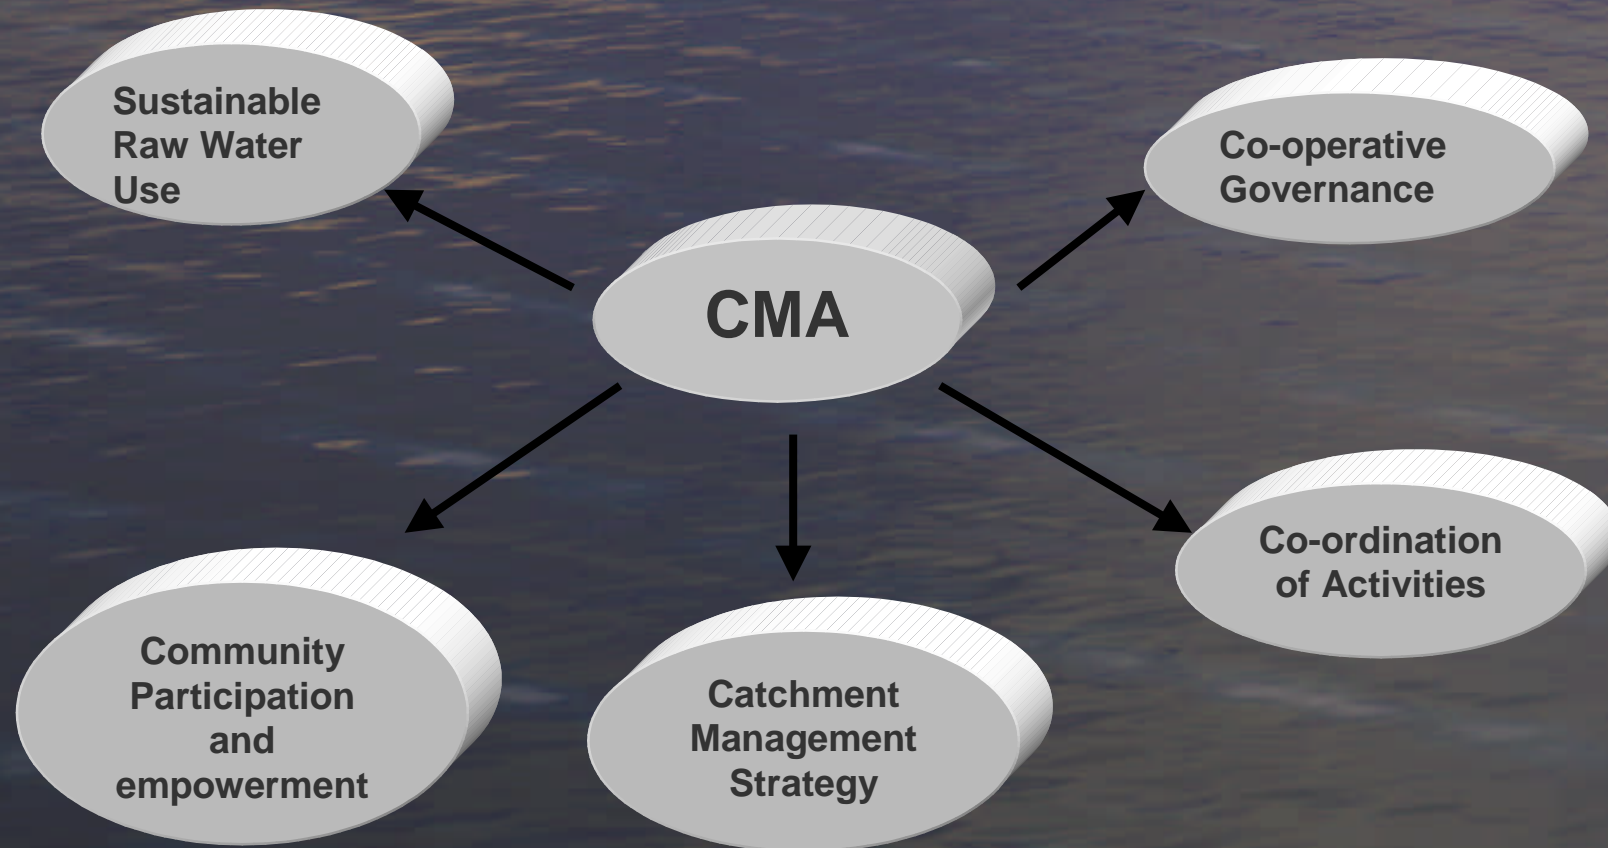 Sustainable
Raw Water
Use
Co-operative
Governance
CMA
Co-ordination
of Activities
Community
Participation
and
empowerment
Catchment
Management
Strategy